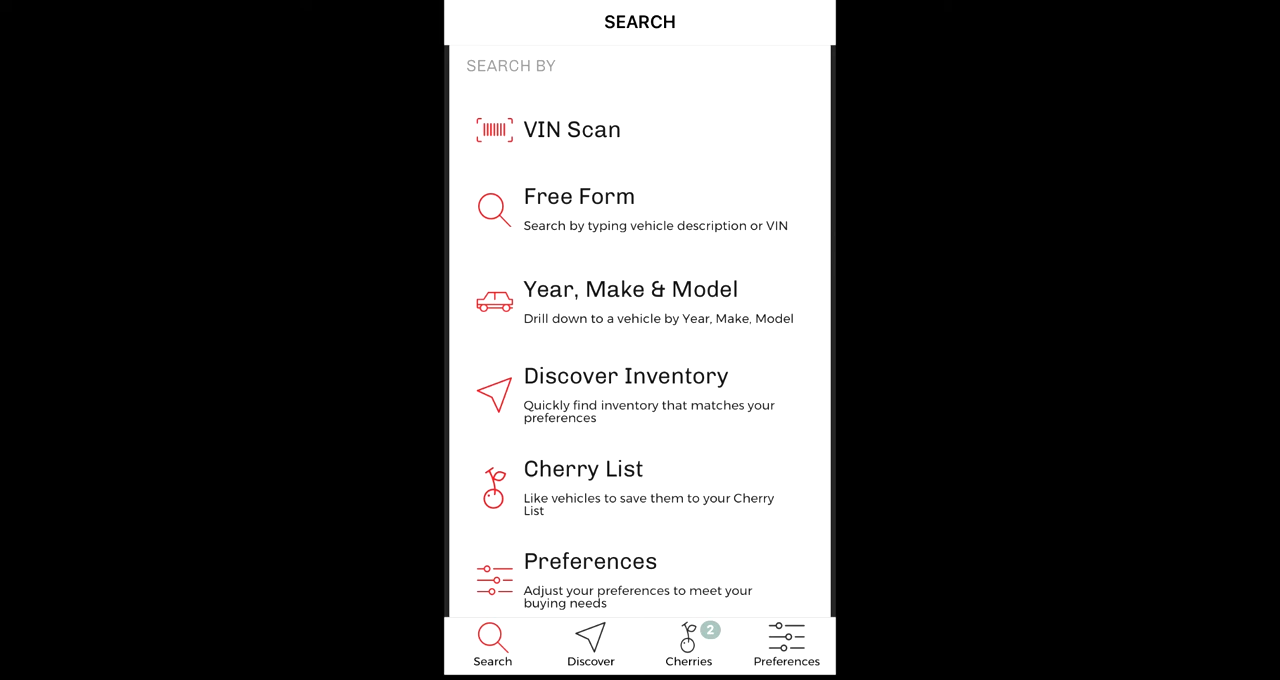 SEARCH
SEARCH BY
VIN Scan
Free Form
Search by typing vehicle description or VIN
Year, Make & Model
Drill down to a vehicle by Year, Make, Model
Discover Inventory
Quickly find inventory that matches your
preferences
Cherry List
Like vehicles to save them to your Cherry
List
Preferences
Adjust your preferences to meet your
buying needs
2
Search Discover Cherries Preferences